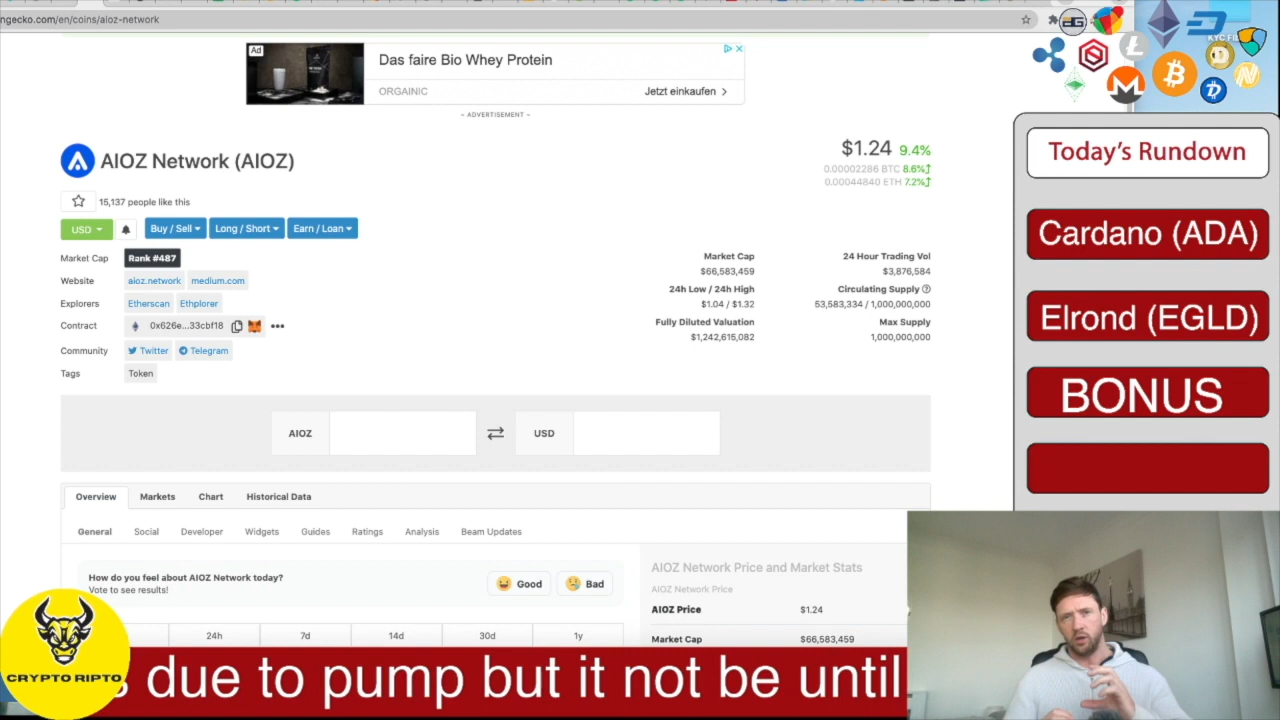 ngecko.com/en/coins/aioz-network
Ad
Das faire Bio Whey Protein
ORGAINIC
Jetzt einkaufen
– ADVERTISEMENT –
AIOZ Network (AIOZ)
$1.24 9.4%
0.00002286 BTC 8.6%
0.00044840 ETH 7.2%
15,137 people like this
USD
Buy / Sell
Long / Short
Earn / Loan
Market Cap
Rank #487
Website
aioz.network
medium.com
Explorers
Etherscan
Ethplorer
Contract
0x626e...33cbf18
Community
Twitter
Telegram
Tags
Token
Market Cap
$66,583,459
24 Hour Trading Vol
$3,876,584
24h Low / 24h High
$1.04 / $1.32
Circulating Supply
53,583,334 / 1,000,000,000
Fully Diluted Valuation
$1,242,615,082
Max Supply
1,000,000,000
AIOZ
USD
Overview
Markets
Chart
Historical Data
General
Social
Developer
Widgets
Guides
Ratings
Analysis
Beam Updates
How do you feel about AIOZ Network today?
Vote to see results!
Good
Bad
24h
7d
14d
30d
1y
AIOZ Network Price and Market Stats
AIOZ Network Price
AIOZ Price
$1.24
Market Cap
$66,583,459
Today's Rundown
Cardano (ADA)
Elrond (EGLD)
BONUS
CRYPTO RIPTO
due to pump but it not be until